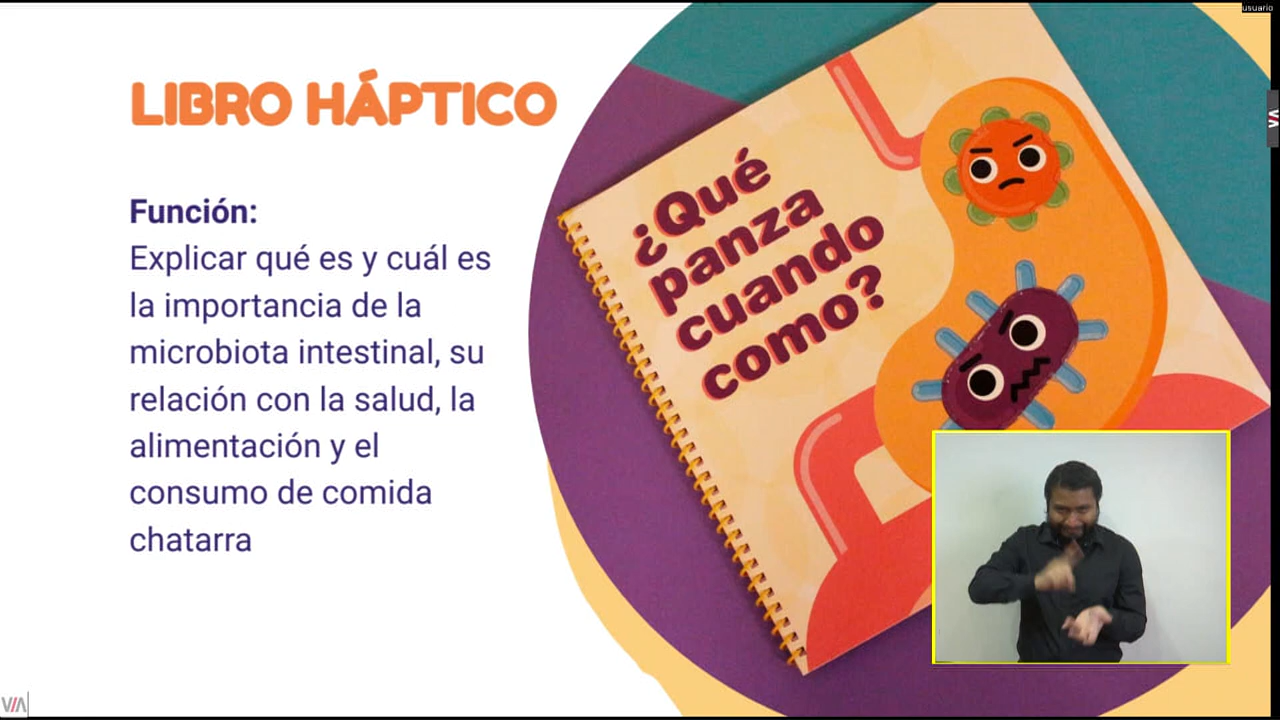 usuario
LIBRO HÁPTICO
Función:
Explicar qué es y cuál es
la importancia de la
microbiota intestinal, su
relación con la salud, la
alimentación y el
consumo de comida
chatarra
¿Qué
panza
cuando
como?
VIA